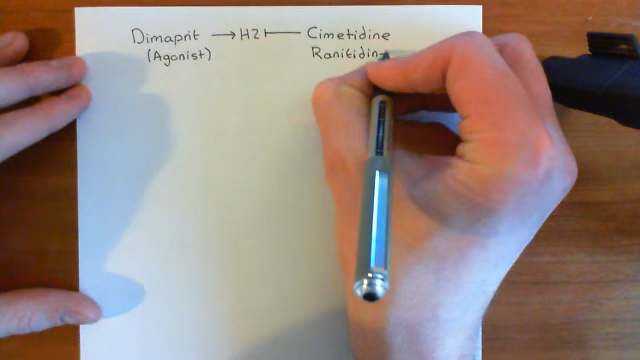 Dimaprit → H2 ⊢ Cimetidine
(Agonist) Ranitidin